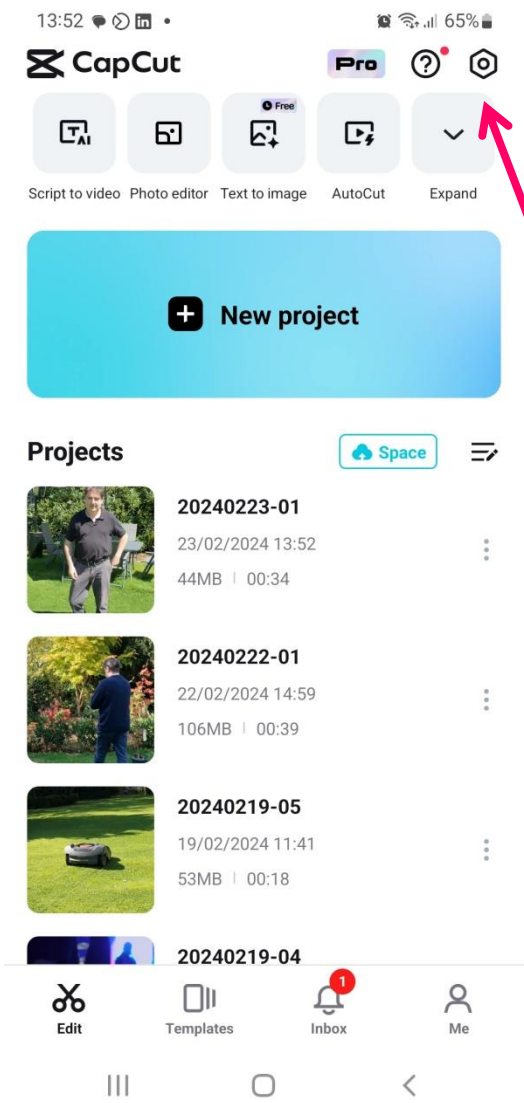 13:52 65%
CapCut Pro
Free
Script to video Photo editor Text to image AutoCut Expand
New project
Projects Space
20240223-01
23/02/2024 13:52
44MB 00:34
20240222-01
22/02/2024 14:59
106MB 00:39
20240219-05
19/02/2024 11:41
53MB 00:18
20240219-04
1
Edit Templates Inbox Me